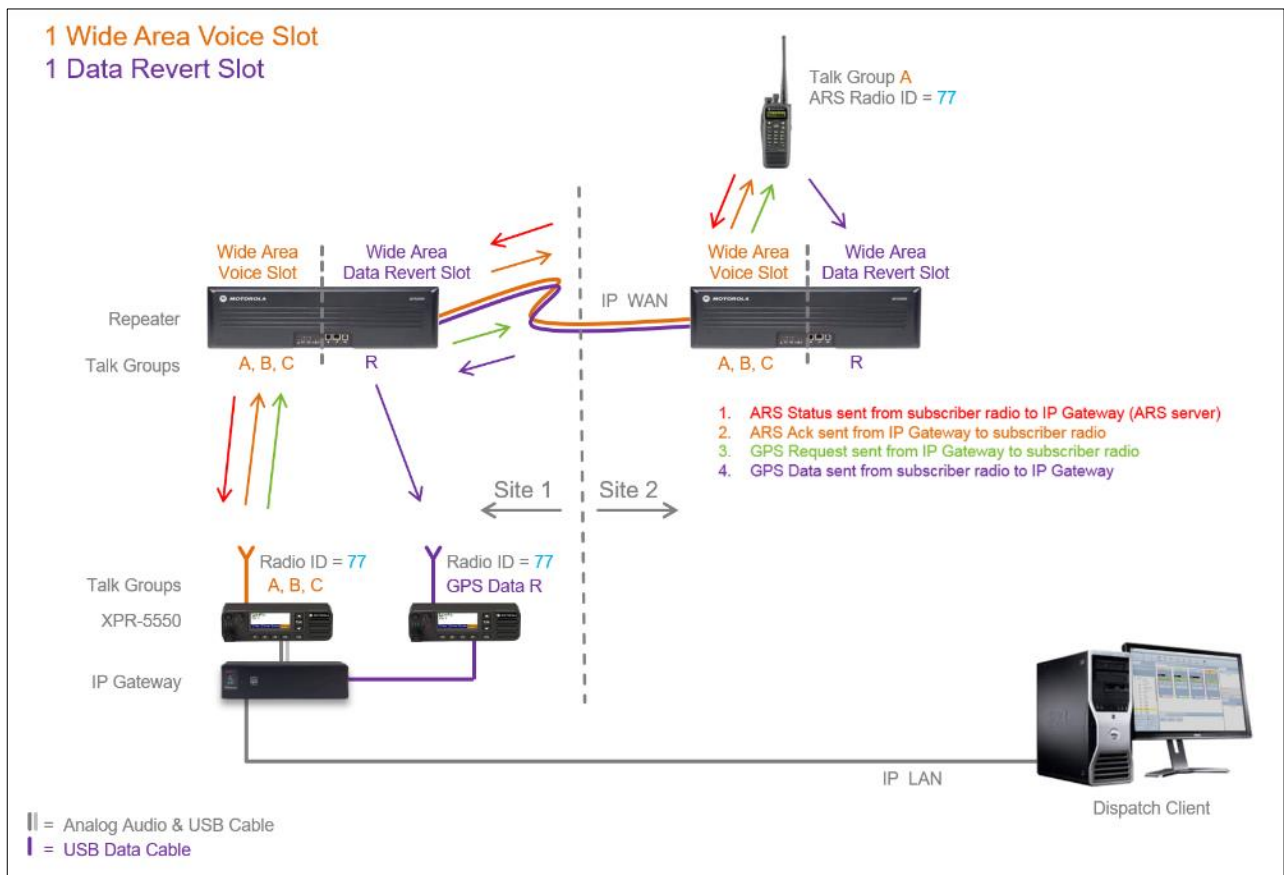 1 Wide Area Voice Slot
1 Data Revert Slot
Talk Group A
ARS Radio ID = 77
Wide Area
Voice Slot
Wide Area
Data Revert Slot
Wide Area
Voice Slot
Wide Area
Data Revert Slot
IP WAN
MOTOROLA
MOTOROLA
Repeater
Talk Groups
A, B, C
R
A, B, C
R
1. ARS Status sent from subscriber radio to IP Gateway (ARS server)
2. ARS Ack sent from IP Gateway to subscriber radio
3. GPS Request sent from IP Gateway to subscriber radio
4. GPS Data sent from subscriber radio to IP Gateway
Site 1
Site 2
Radio ID = 77
Radio ID = 77
Talk Groups
A, B, C
GPS Data R
XPR-5550
IP Gateway
IP LAN
Dispatch Client
= Analog Audio & USB Cable
= USB Data Cable